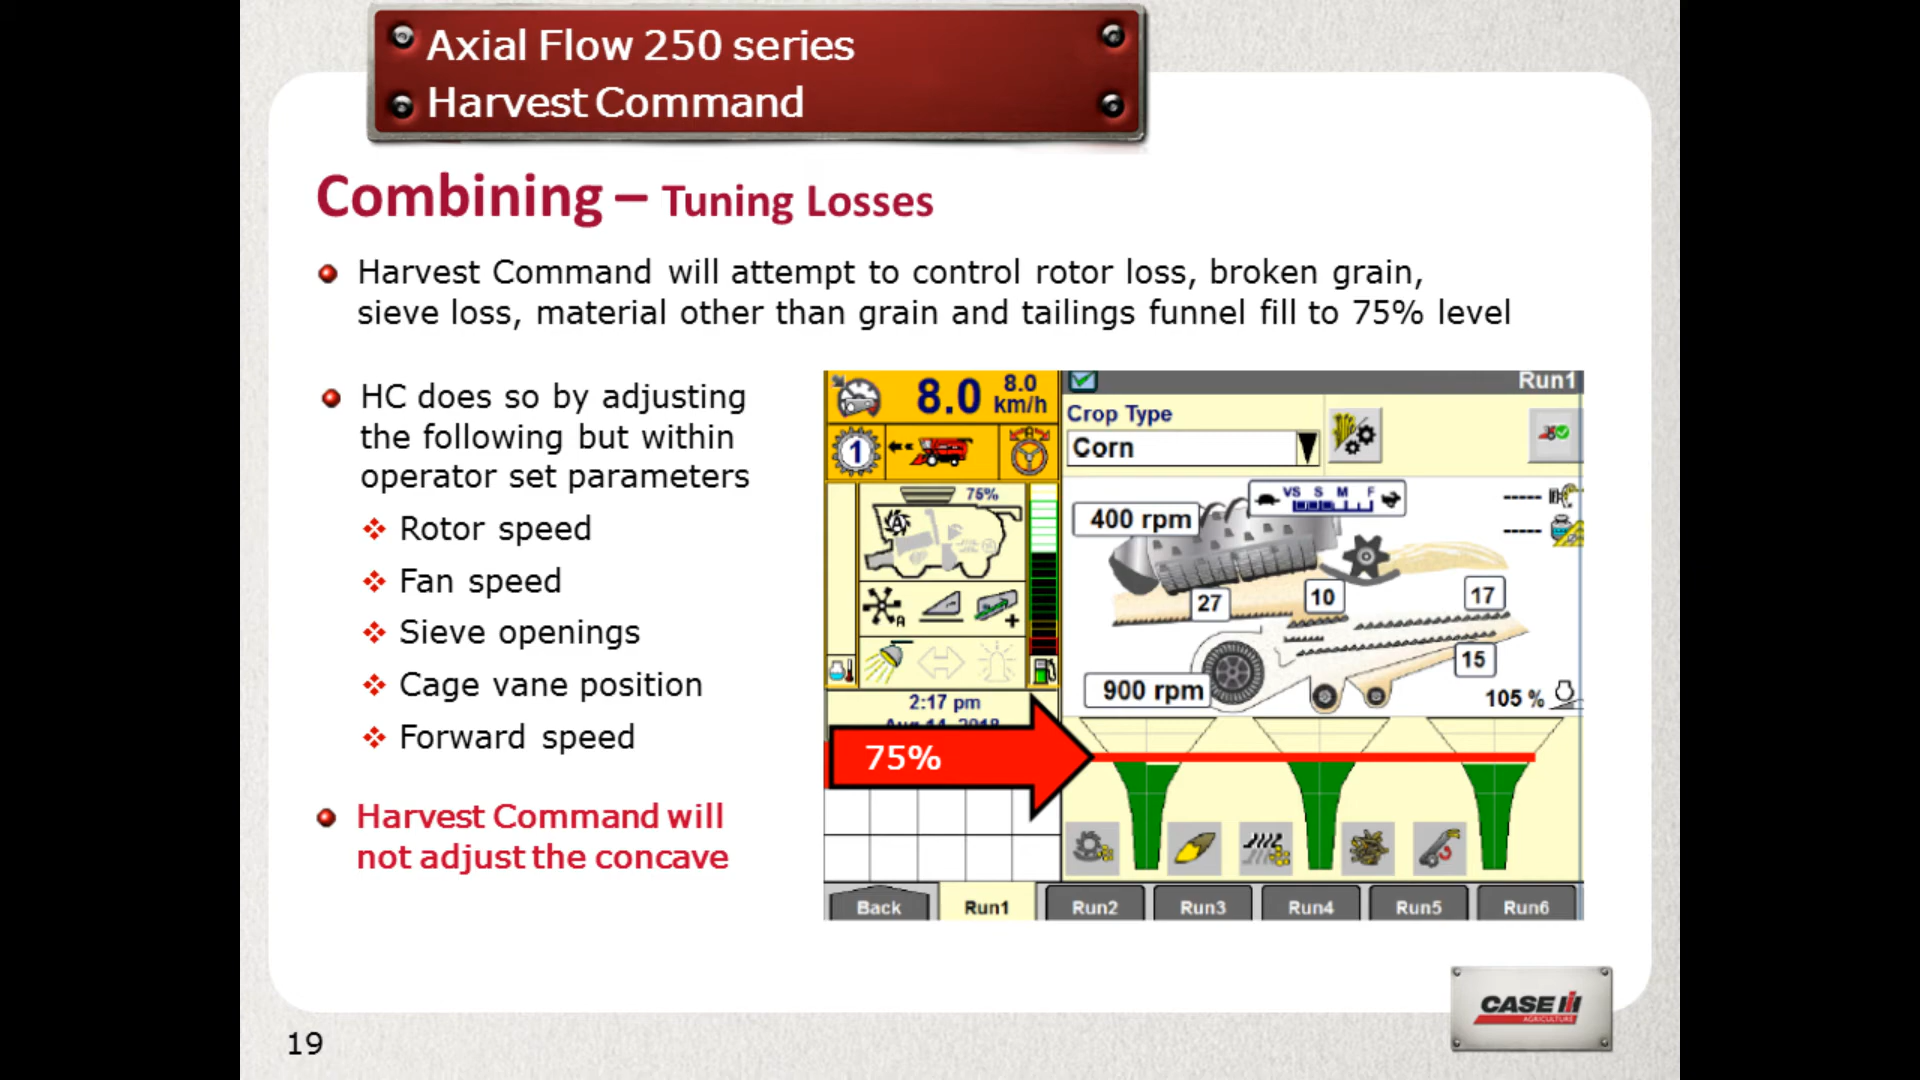 Axial Flow 250 series
Harvest Command
Combining – Tuning Losses
Harvest Command will attempt to control rotor loss, broken grain,
sieve loss, material other than grain and tailings funnel fill to 75% level
HC does so by adjusting
the following but within
operator set parameters
Rotor speed
Fan speed
Sieve openings
Cage vane position
Forward speed
Harvest Command will
not adjust the concave
8.0
8.0
km/h
Run1
Crop Type
Corn
1
75%
A
VS S M F
400 rpm
-----
----
27
10
17
15
A
+
900 rpm
105 %
2:17 pm
Aug 14, 2018
75%
Back
Run1
Run2
Run3
Run4
Run5
Run6
CASE IH
AGRICULTURE
19